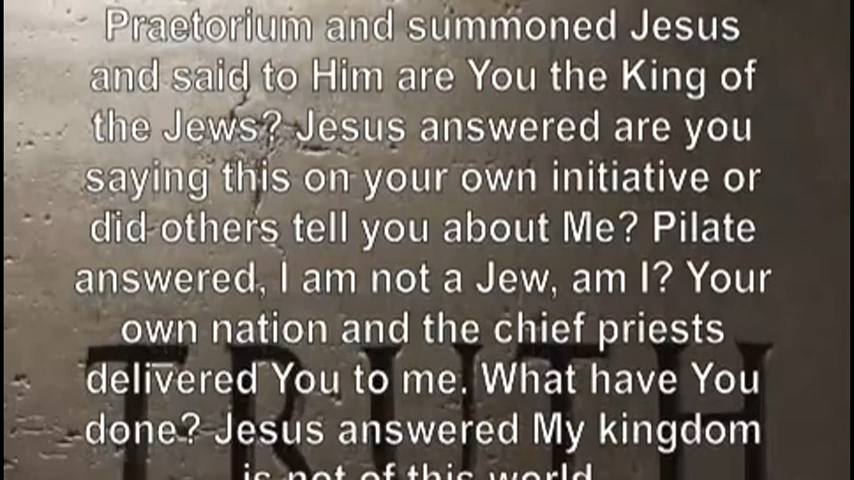 Praetorium and summoned Jesus
and said to Him are You the King of
the Jews? Jesus answered are you
saying this on your own initiative or
did others tell you about Me? Pilate
answered, I am not a Jew, am I? Your
own nation and the chief priests
delivered You to me. What have You
done? Jesus answered My kingdom
is not of this world
TRUTH